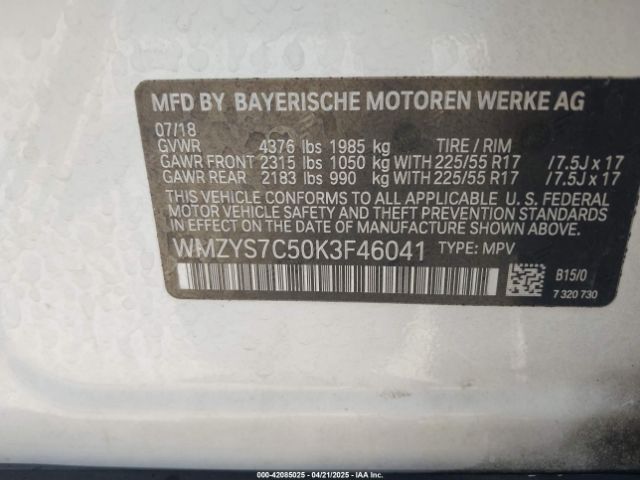 MFD BY BAYERISCHE MOTOREN WERKE AG
07/18
GVWR 4376 lbs 1985 kg TIRE / RIM
GAWR FRONT 2315 lbs 1050 kg WITH 225/55 R17 /7.5J x 17
GAWR REAR 2183 lbs 990 kg WITH 225/55 R17 /7.5J x 17
THIS VEHICLE CONFORMS TO ALL APPLICABLE U. S. FEDERAL
MOTOR VEHICLE SAFETY AND THEFT PREVENTION STANDARDS
IN EFFECT ON THE DATE OF MANUFACTURE SHOWN ABOVE.
WMZYS7C50K3F46041 TYPE: MPV
B15/0
7 320 730
000-42085025 - 04/21/2025 - IAA Inc.